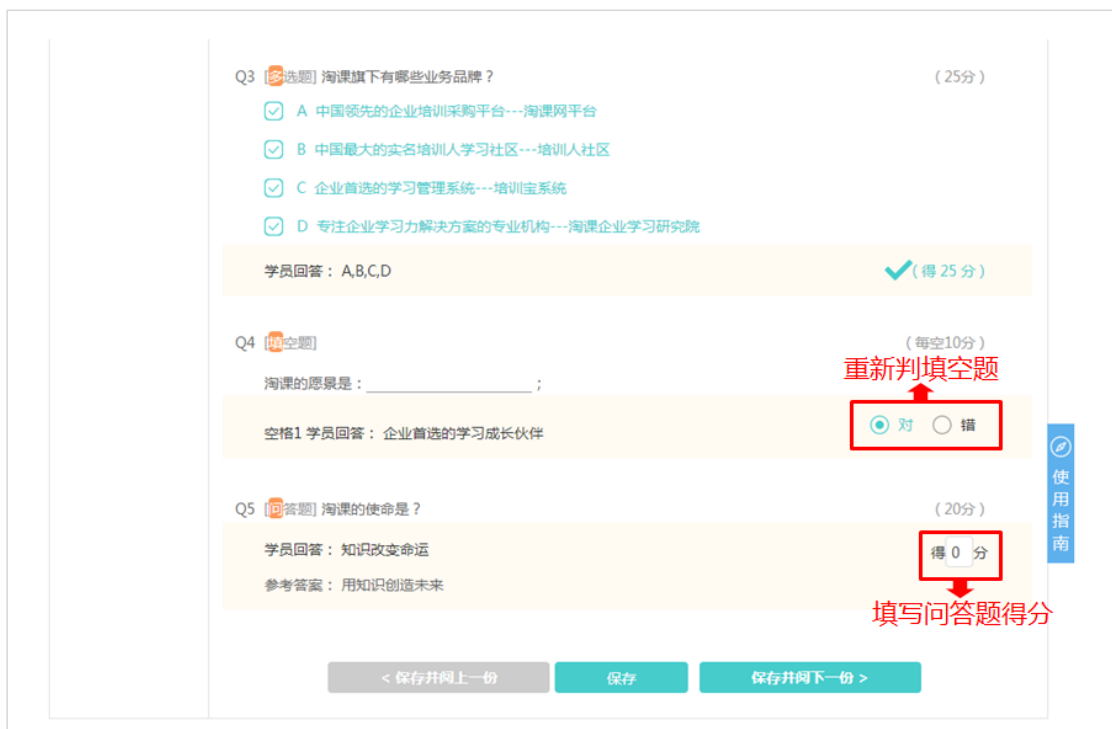 Q3 [多选题] 淘课旗下有哪些业务品牌？ （25分）
A 中国领先的企业培训采购平台---淘课网平台
B 中国最大的实名培训人学习社区---培训人社区
C 企业首选的学习管理系统---培训宝系统
D 专注企业学习力解决方案的专业机构---淘课企业学习研究院
学员回答： A,B,C,D （得 25 分）
Q4 [填空题] （每空10分）
重新判填空题
淘课的愿景是：____________________；
空格1 学员回答： 企业首选的学习成长伙伴 对 错
Q5 [问答题] 淘课的使命是？ （20分）
学员回答： 知识改变命运 得 0 分
参考答案： 用知识创造未来
填写问答题得分
< 保存并阅上一份 保存 保存并阅下一份 >
使用指南